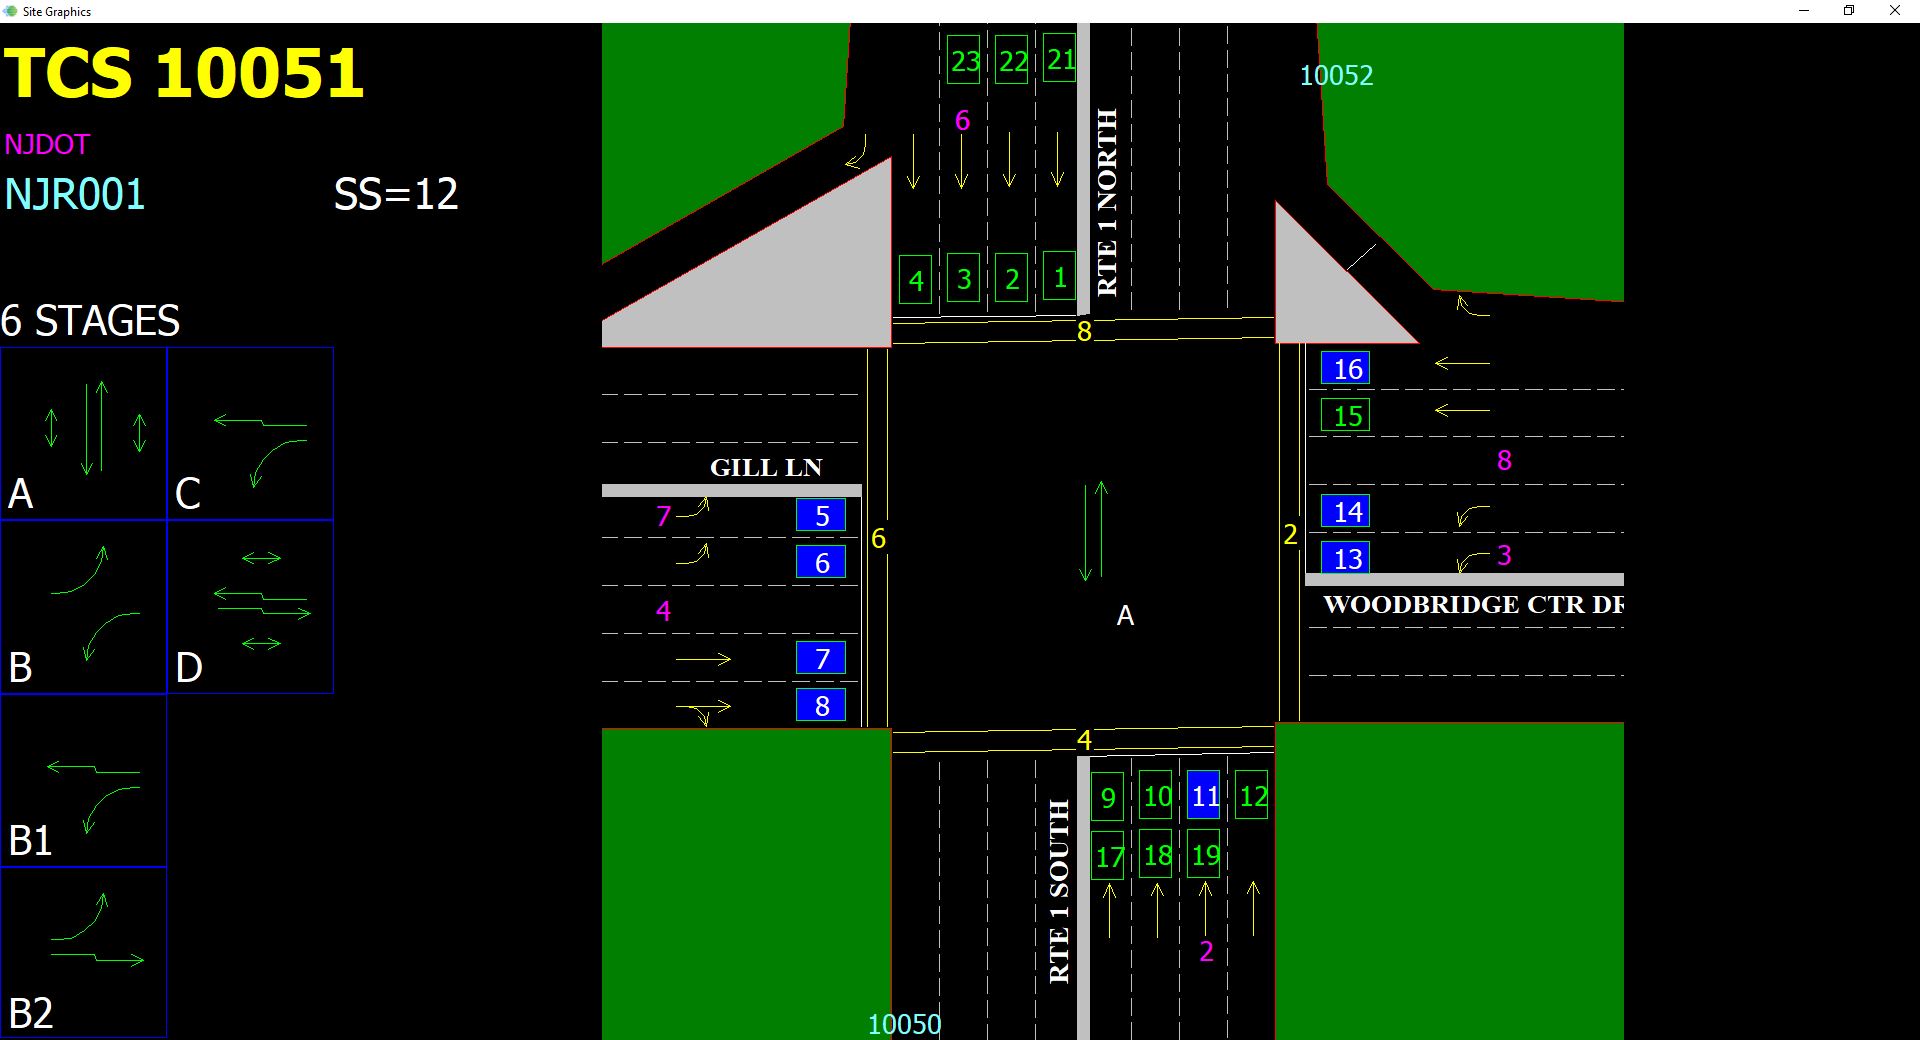 Site Graphics
TCS 10051
NJDOT
NJR001 SS=12
6 STAGES
A
C
B
D
B1
B2
23 22 21
10052
6
RTE 1 NORTH
4 3 2 1
8
16
15
GILL LN
8
7 5
14
6
2
6
3
13
4
WOODBRIDGE CTR DR
A
7
8
4
9 10 11 12
RTE 1 SOUTH
17 18 19
2
10050